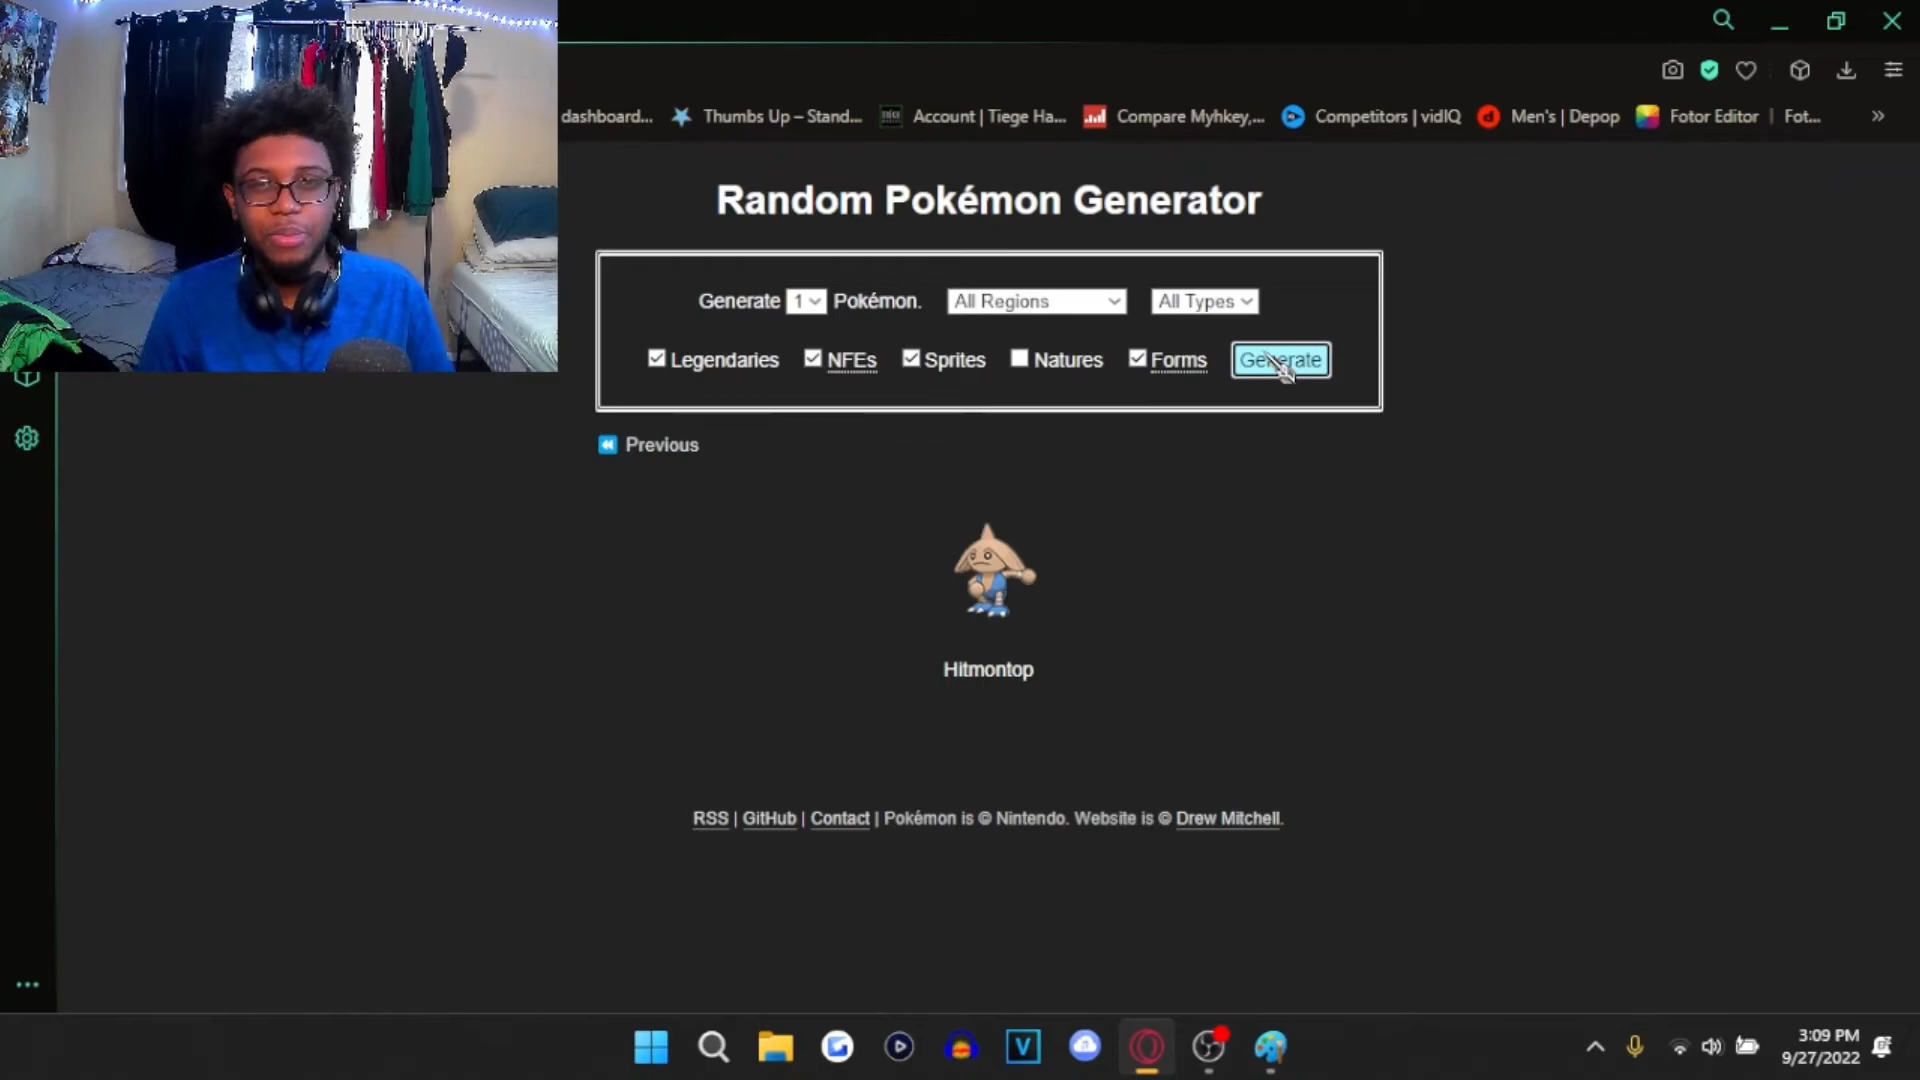 dashboard... Thumbs Up – Stand... Account | Tiege Ha... Compare Myhkey,... Competitors | vidIQ Men's | Depop Fotor Editor | Fot... »
Random Pokémon Generator
Generate 1 Pokémon. All Regions All Types
Legendaries NFEs Sprites Natures Forms Generate
Previous
Hitmontop
RSS | GitHub | Contact | Pokémon is © Nintendo. Website is © Drew Mitchell.
V
3:09 PM
9/27/2022